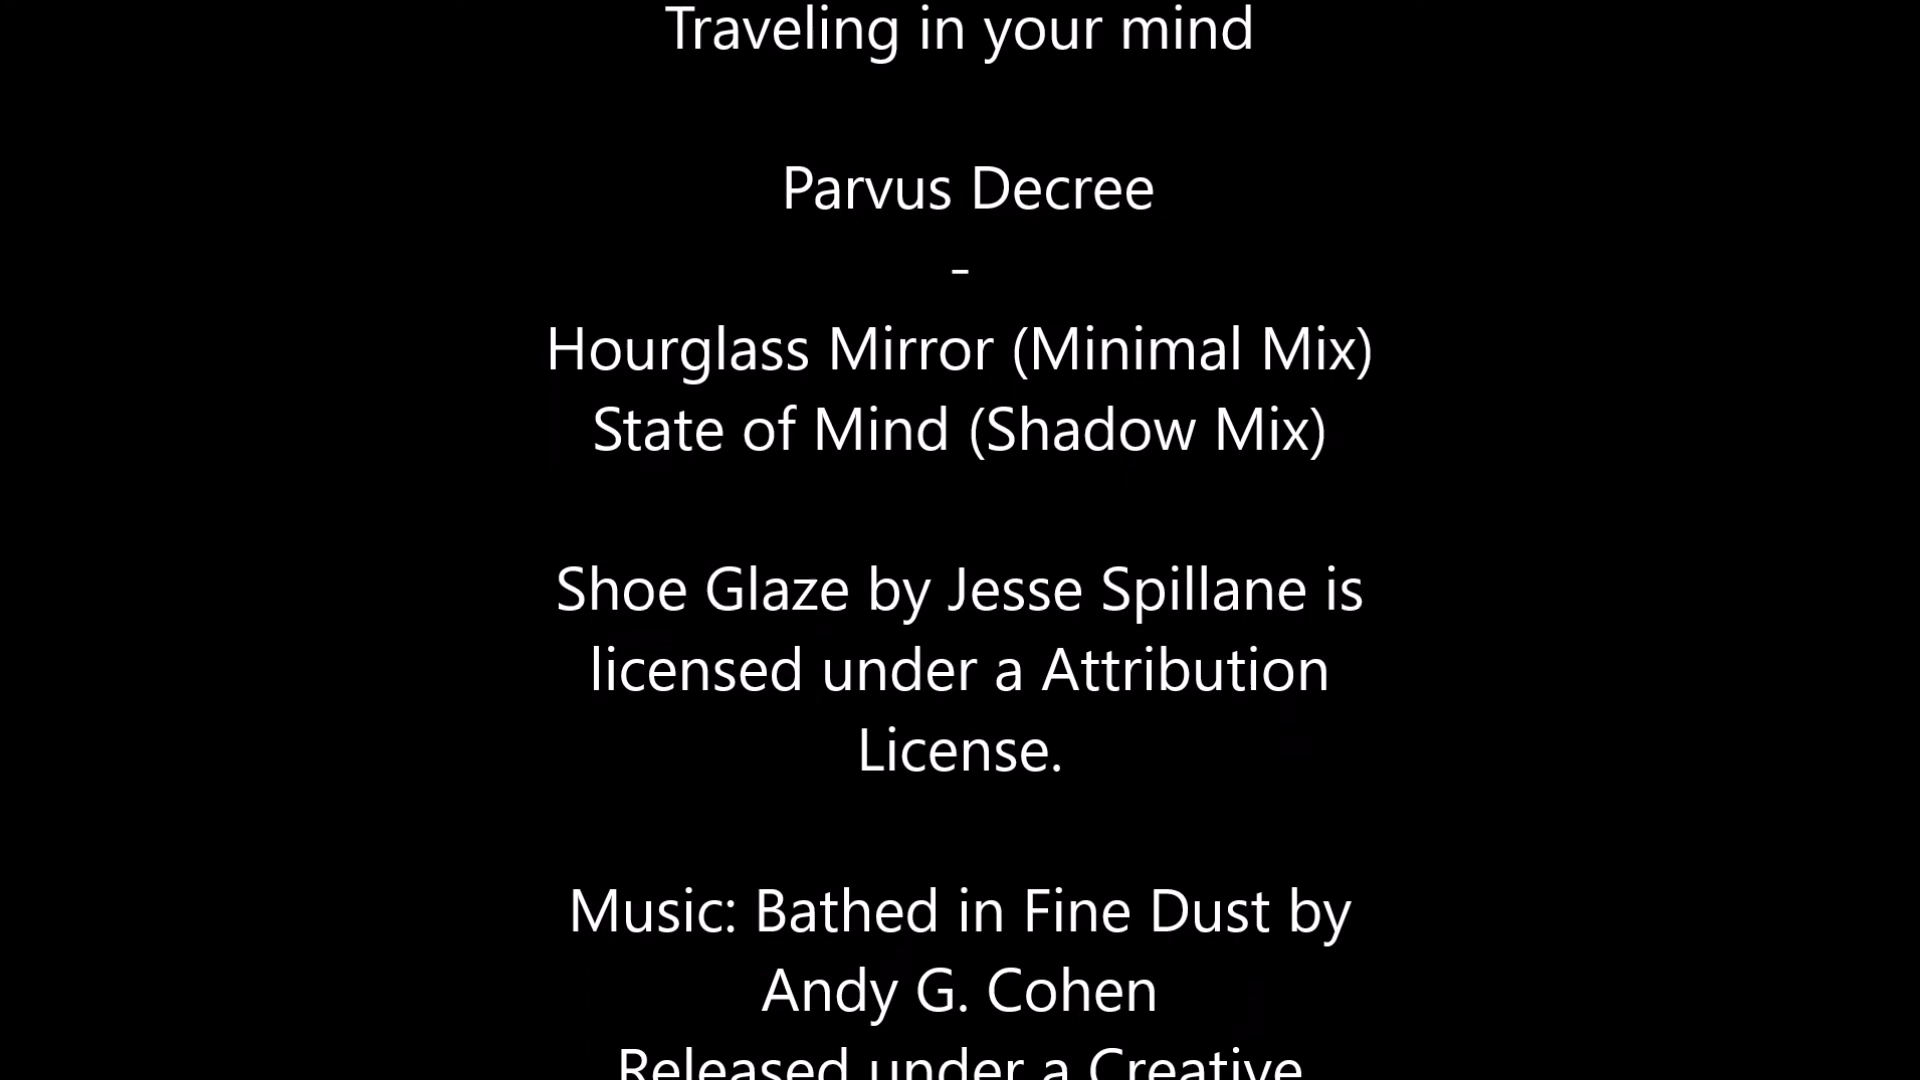 Traveling in your mind
Parvus Decree
-
Hourglass Mirror (Minimal Mix)
State of Mind (Shadow Mix)
Shoe Glaze by Jesse Spillane is
licensed under a Attribution
License.
Music: Bathed in Fine Dust by
Andy G. Cohen
Released under a Creative